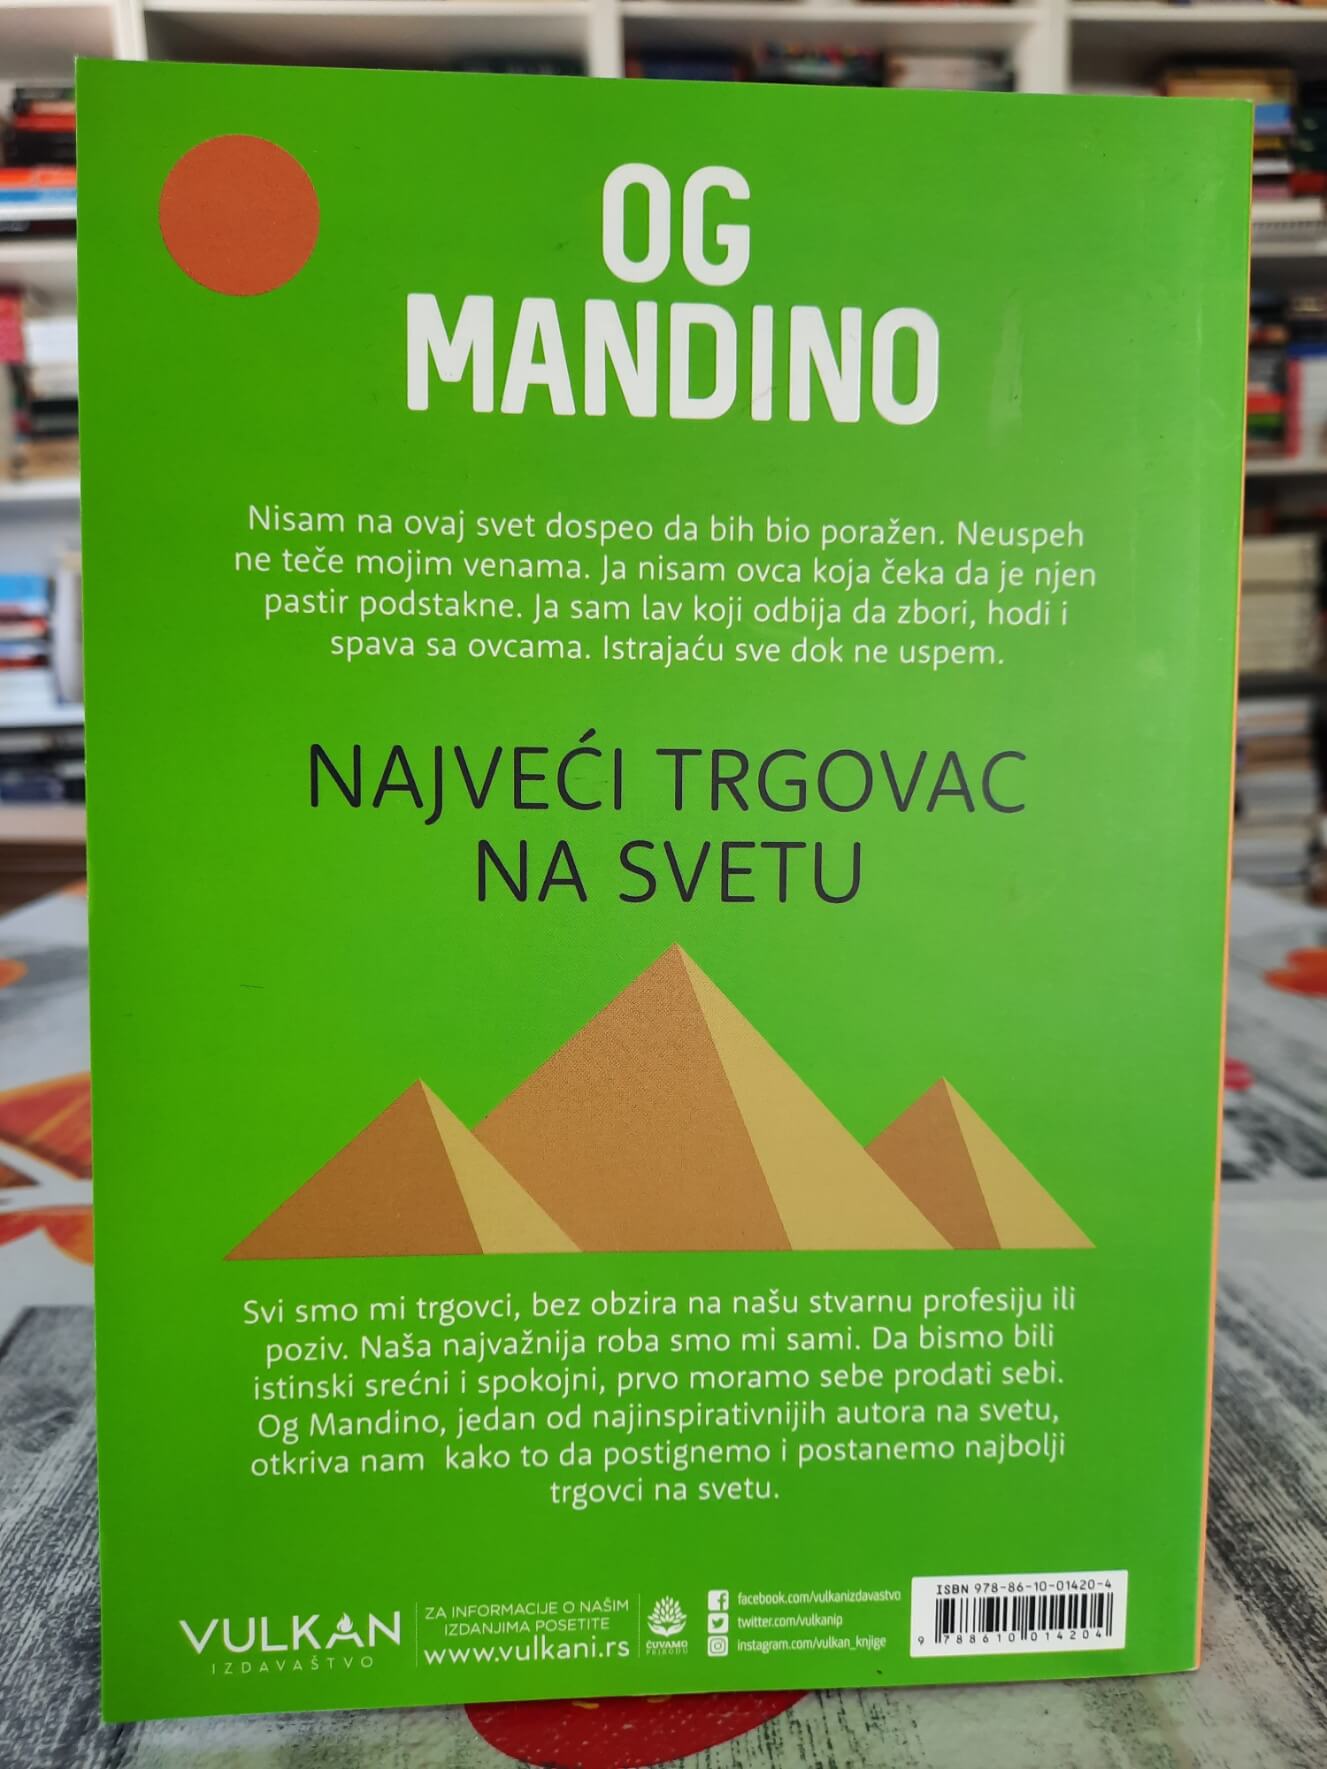 OG
MANDINO
Nisam na ovaj svet dospeo da bih bio poražen. Neuspeh
ne teče mojim venama. Ja nisam ovca koja čeka da je njen
pastir podstakne. Ja sam lav koji odbija da zbori, hodi i
spava sa ovcama. Istrajaću sve dok ne uspem.
NAJVEĆI TRGOVAC
NA SVETU
Svi smo mi trgovci, bez obzira na našu stvarnu profesiju ili
poziv. Naša najvažnija roba smo mi sami. Da bismo bili
istinski srećni i spokojni, prvo moramo sebe prodati sebi.
Og Mandino, jedan od najinspirativnijih autora na svetu,
otkriva nam kako to da postignemo i postanemo najbolji
trgovci na svetu.
VULKAN
IZDAVAŠTVO
ZA INFORMACIJE O NAŠIM
IZDANJIMA POSETITE
www.vulkani.rs
ČUVAMO
PRIRODU
facebook.com/vulkanizdavastvo
twitter.com/vulkanip
instagram.com/vulkan_knjige
ISBN 978-86-10-01420-4
9 788610 014204